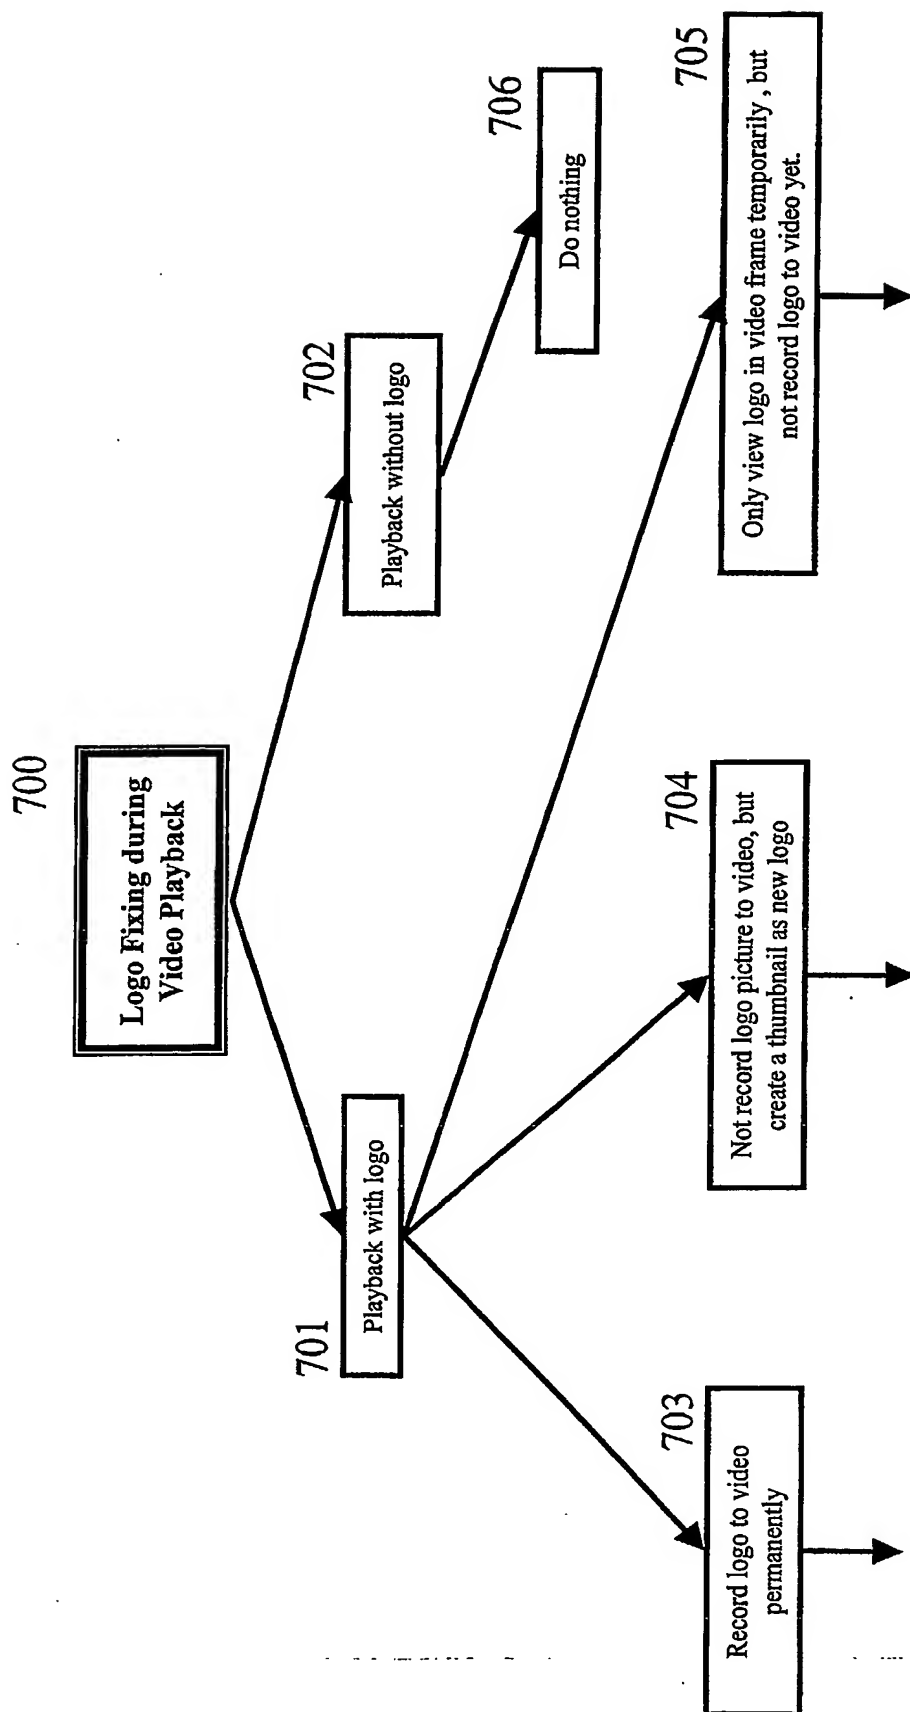 700
Logo Fixing during
Video Playback
701
Playback with logo
702
Playback without logo
706
Do nothing
703
Record logo to video
permanently
704
Not record logo picture to video, but
create a thumbnail as new logo
705
Only view logo in video frame temporarily , but
not record logo to video yet.